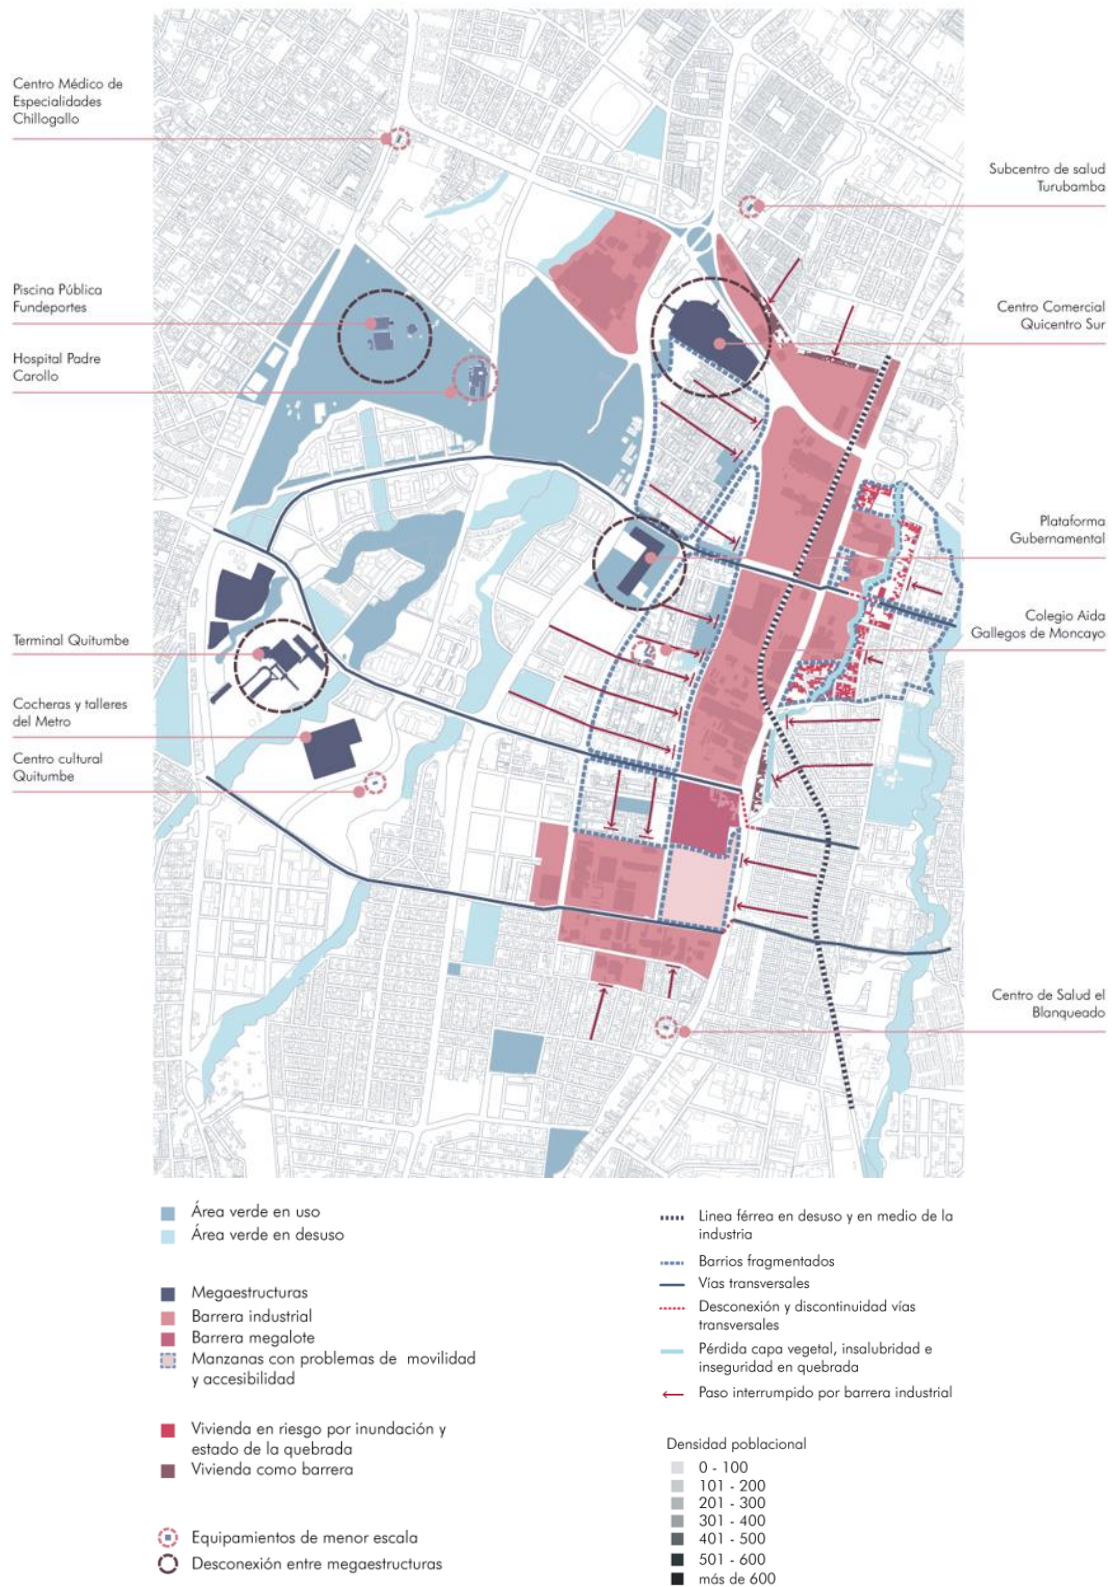 Centro Médico de
Especialidades
Chillogallo
Subcentro de salud
Turubamba
Piscina Pública
Fundeportes
Centro Comercial
Quicentro Sur
Hospital Padre
Carollo
Plataforma
Gubernamental
Colegio Aida
Gallegos de Moncayo
Terminal Quitumbe
Cocheras y talleres
del Metro
Centro cultural
Quitumbe
Centro de Salud el
Blanqueado
Área verde en uso
Área verde en desuso
Megaestructuras
Barrera industrial
Barrera megalote
Manzanas con problemas de movilidad
y accesibilidad
Vivienda en riesgo por inundación y
estado de la quebrada
Vivienda como barrera
Equipamientos de menor escala
Desconexión entre megaestructuras
Linea férrea en desuso y en medio de la
industria
Barrios fragmentados
Vías transversales
Desconexión y discontinuidad vías
transversales
Pérdida capa vegetal, insalubridad e
inseguridad en quebrada
Paso interrumpido por barrera industrial
Densidad poblacional
0 - 100
101 - 200
201 - 300
301 - 400
401 - 500
501 - 600
más de 600